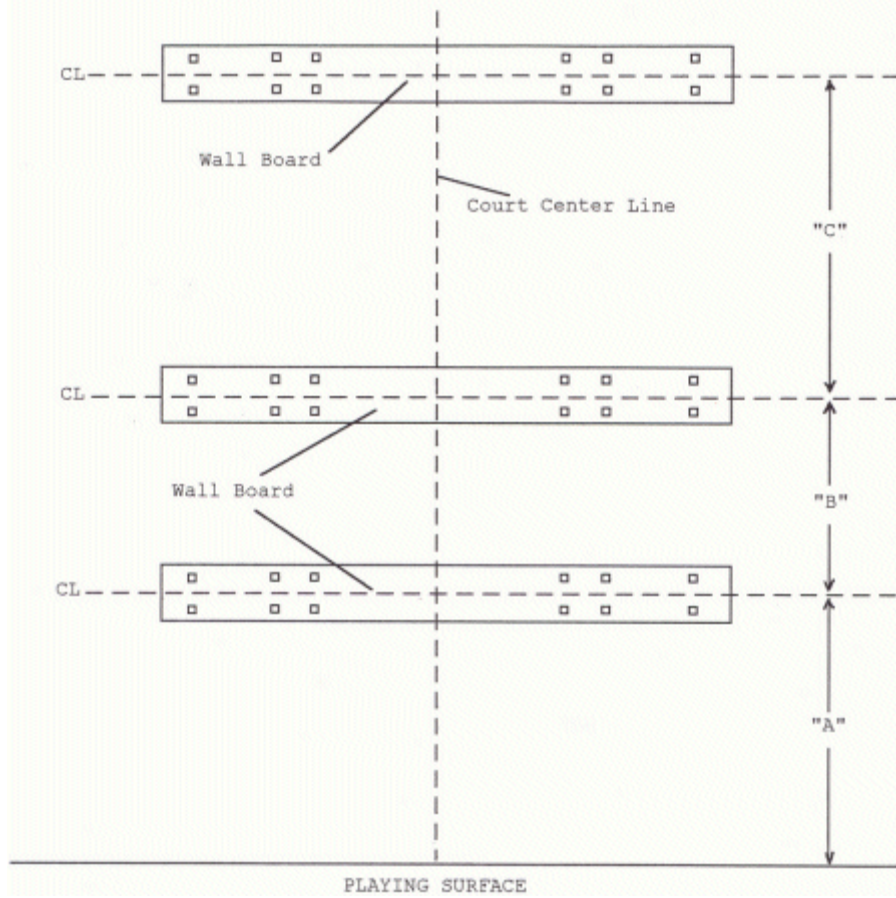 CL
Wall Board
Court Center Line
"C"
CL
Wall Board
"B"
CL
"A"
PLAYING SURFACE